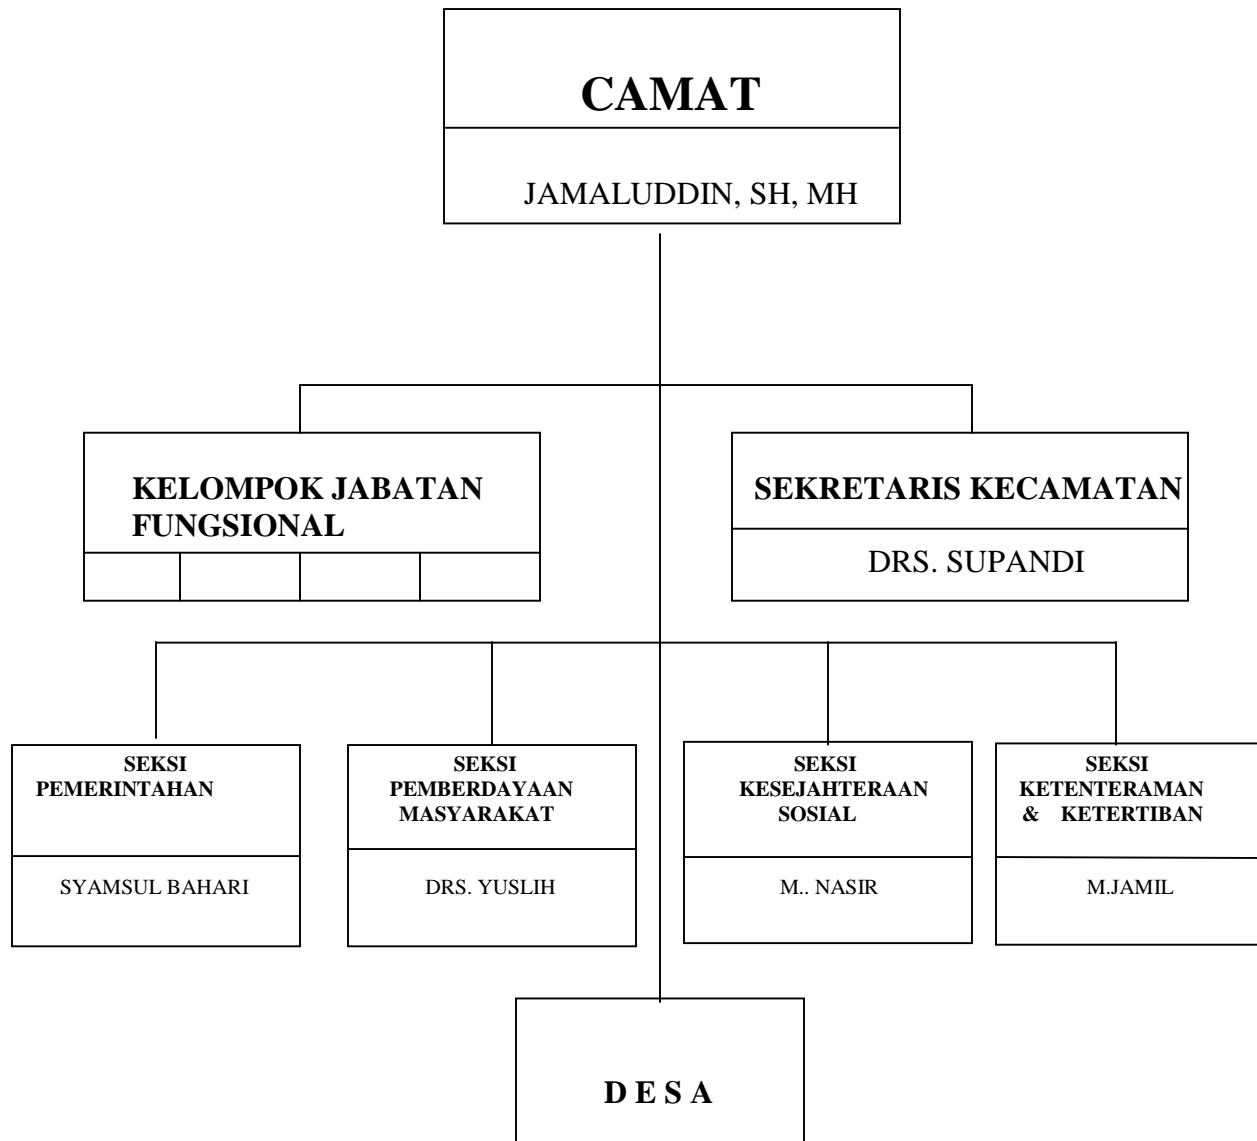 CAMAT
JAMALUDDIN, SH, MH
KELOMPOK JABATAN
FUNGSIONAL
SEKRETARIS KECAMATAN
DRS. SUPANDI
SEKSI
PEMERINTAHAN
SYAMSUL BAHARI
SEKSI
PEMBERDAYAAN
MASYARAKAT
DRS. YUSLIH
SEKSI
KESEJAHTERAAN
SOSIAL
M.. NASIR
SEKSI
KETENTERAMAN
& KETERTIBAN
M.JAMIL
D E S A